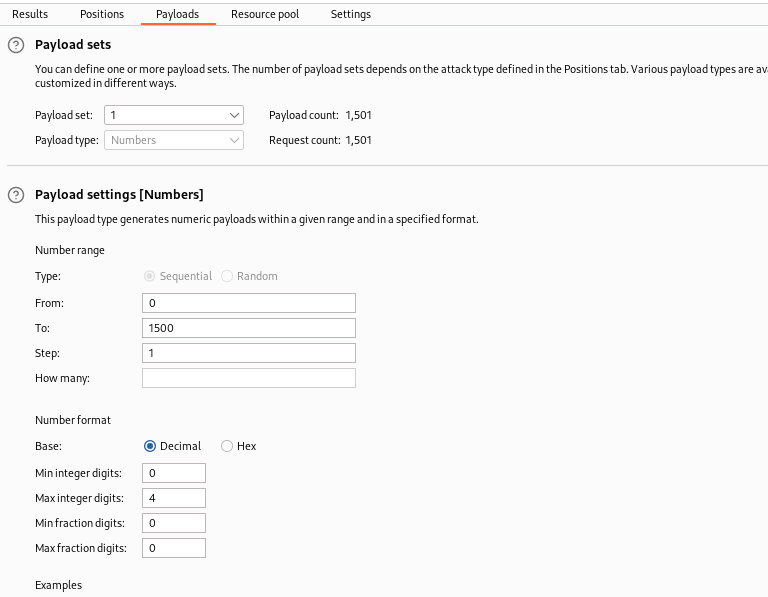 Results Positions Payloads Resource pool Settings
? Payload sets
You can define one or more payload sets. The number of payload sets depends on the attack type defined in the Positions tab. Various payload types are
customized in different ways.
Payload set: 1 Payload count: 1,501
Payload type: Numbers Request count: 1,501
? Payload settings [Numbers]
This payload type generates numeric payloads within a given range and in a specified format.
Number range
Type: Sequential Random
From: 0
To: 1500
Step: 1
How many:
Number format
Base: Decimal Hex
Min integer digits: 0
Max integer digits: 4
Min fraction digits: 0
Max fraction digits: 0
Examples